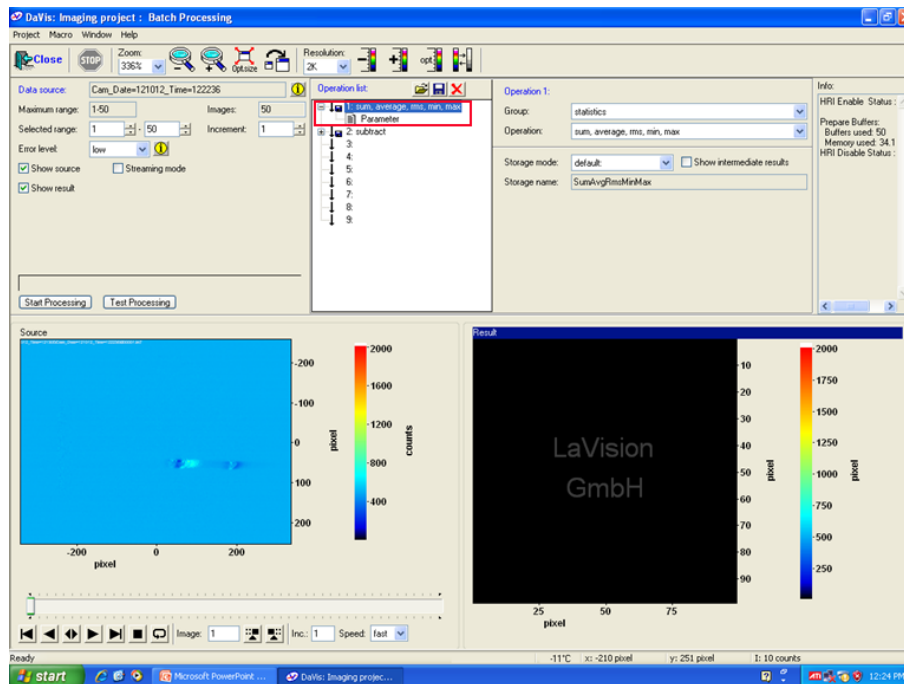 DaVis: Imaging project : Batch Processing
Project Macro Window Help
Close
STOP
Zoom:
336%
Opt.size
Resolution:
2K
opt
Data source:
Cam_Date=121012_Time=122236
Maximum range:
1-50
Images:
50
Selected range:
1 - 50
Increment:
1
Error level:
low
Show source
Streaming mode
Show result
Start Processing
Test Processing
Operation list:
1: sum, average, rms, min, max
Parameter
2: subtract
3:
4:
5:
6:
7:
8:
9:
Operation 1:
Group:
statistics
Operation:
sum, average, rms, min, max
Storage mode:
default
Show intermediate results
Storage name:
SumAvgRmsMinMax
Info:
HRI Enable Status :
Prepare Buffers:
Buffers used: 50
Memory used: 34.1
HRI Disable Status :
Source
-200
-100
0
100
200
pixel
-200 0 200
pixel
2000
1600
1200
800
400
counts
Image: 1
Inc.: 1
Speed: fast
Result
LaVision
GmbH
10
20
30
40
50
60
70
80
90
pixel
25 50 75
pixel
2000
1750
1500
1250
1000
750
500
250
pixel
Ready
-11°C
x: -210 pixel
y: 251 pixel
I: 10 counts
start
Microsoft PowerPoint ...
DaVis: Imaging projec...
12:24 PM